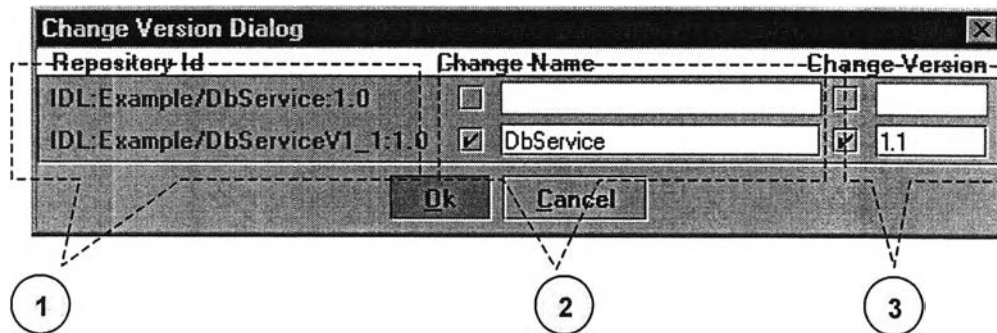 Change Version Dialog
Repository Id Change Name Change Version
IDL:Example/DbService:1.0
IDL:Example/DbServiceV1_1:1.0 DbService 1.1
Ok Cancel
1 2 3